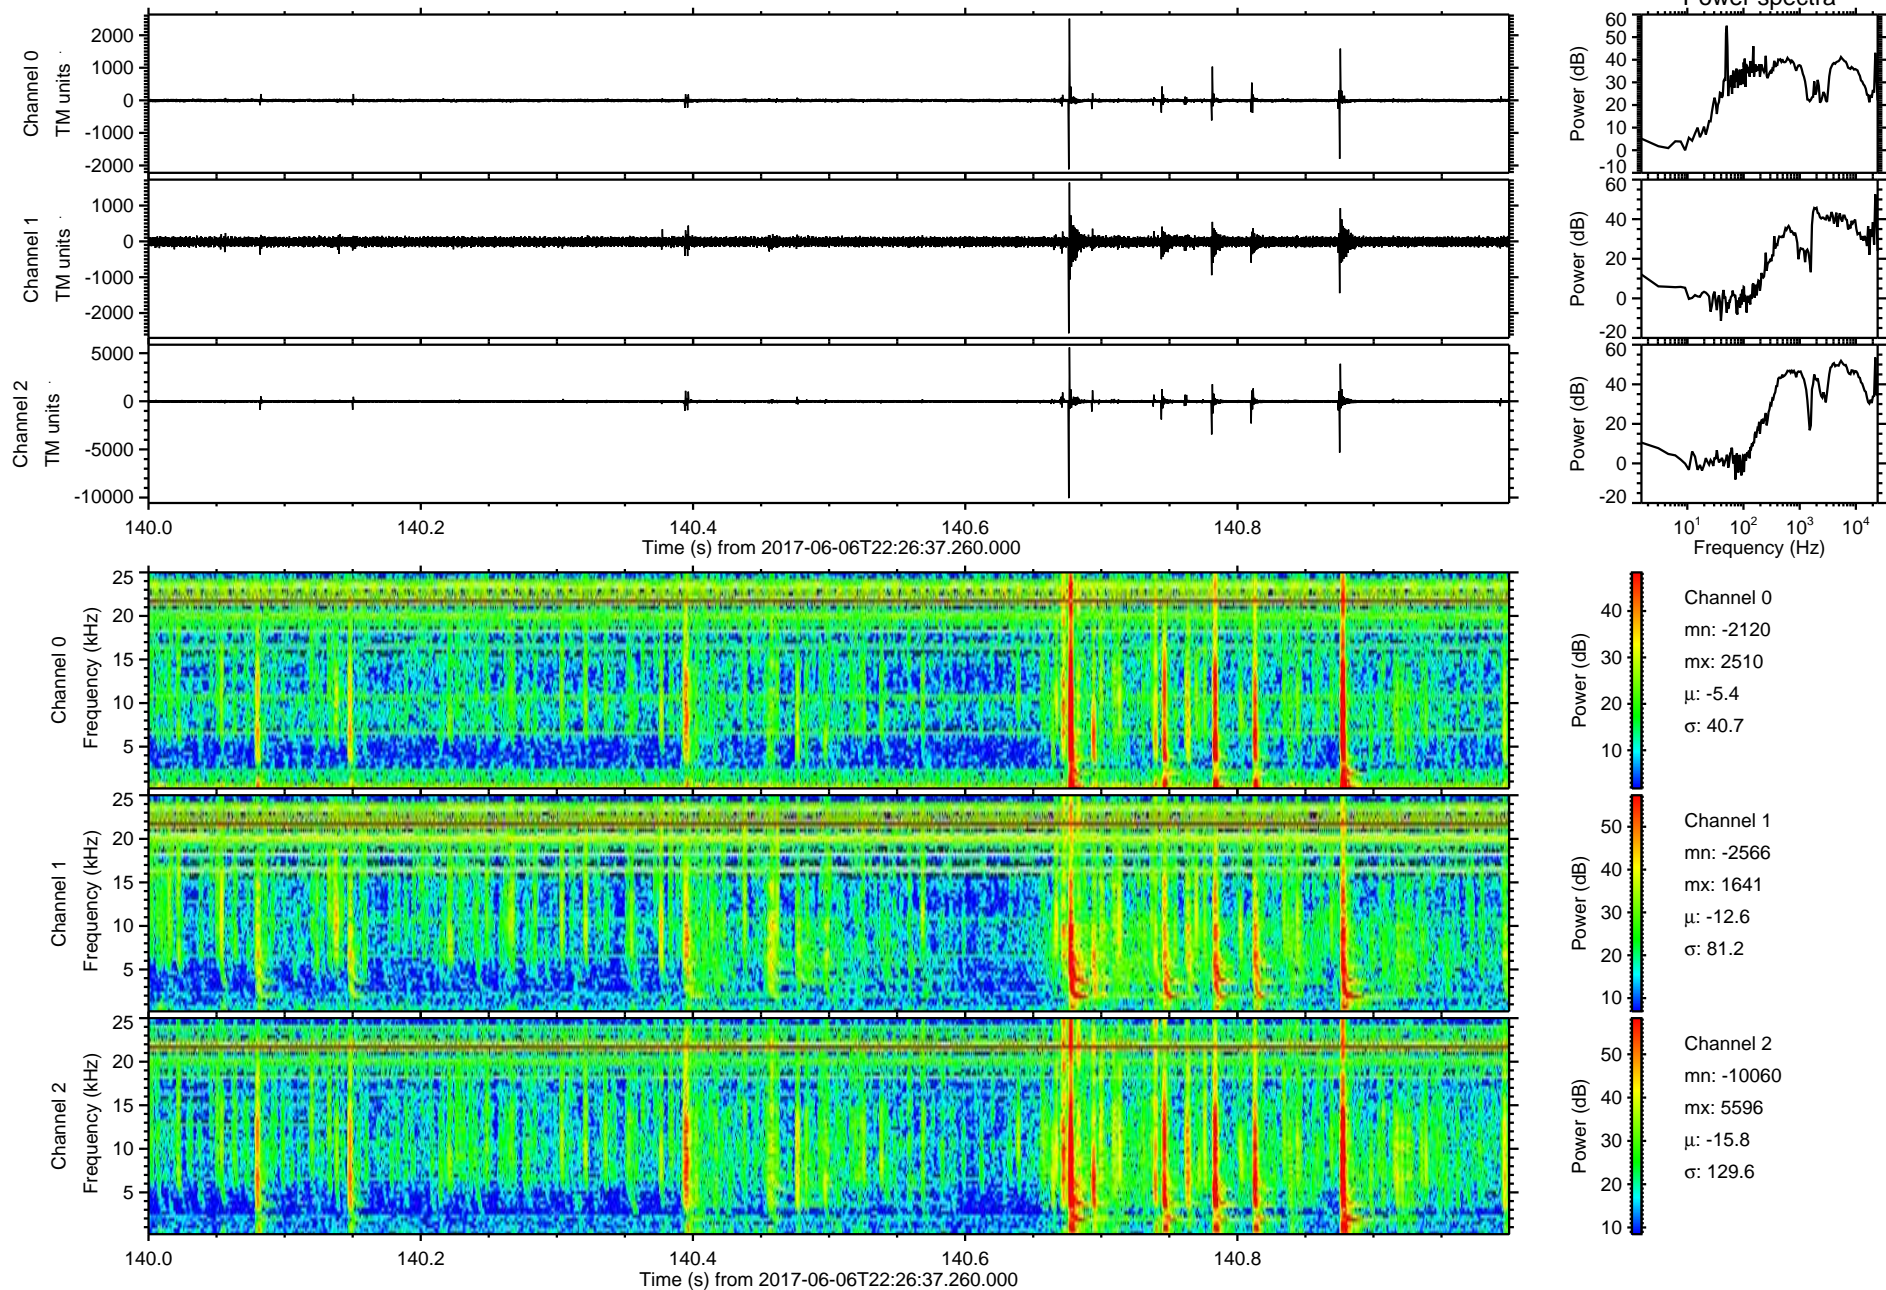 Power spectra
Channel 0
TM units
2000
1000
0
-1000
-2000
Power (dB)
60
50
40
30
20
10
0
-10
Channel 1
TM units
1000
0
-1000
-2000
Power (dB)
60
40
20
0
-20
Channel 2
TM units
5000
0
-5000
-10000
Power (dB)
60
40
20
0
-20
140.0 140.2 140.4 140.6 140.8
Time (s) from 2017-06-06T22:26:37.260.000
10^1 10^2 10^3 10^4
Frequency (Hz)
Channel 0
Frequency (kHz)
25
20
15
10
5
Power (dB)
40
30
20
10
Channel 0
mn: -2120
mx: 2510
μ: -5.4
σ: 40.7
Channel 1
Frequency (kHz)
25
20
15
10
5
Power (dB)
50
40
30
20
10
Channel 1
mn: -2566
mx: 1641
μ: -12.6
σ: 81.2
Channel 2
Frequency (kHz)
25
20
15
10
5
Power (dB)
50
40
30
20
10
Channel 2
mn: -10060
mx: 5596
μ: -15.8
σ: 129.6
140.0 140.2 140.4 140.6 140.8
Time (s) from 2017-06-06T22:26:37.260.000